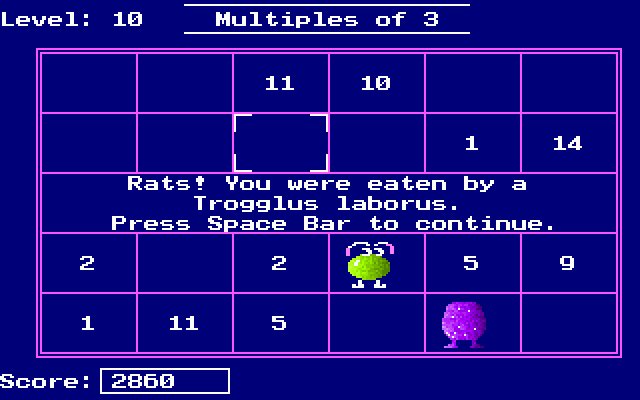 Level: 10 Multiples of 3
11 10
1 14
Rats! You were eaten by a
Trogglus laborus.
Press Space Bar to continue.
2 2 5 9
1 11 5
Score: 2860